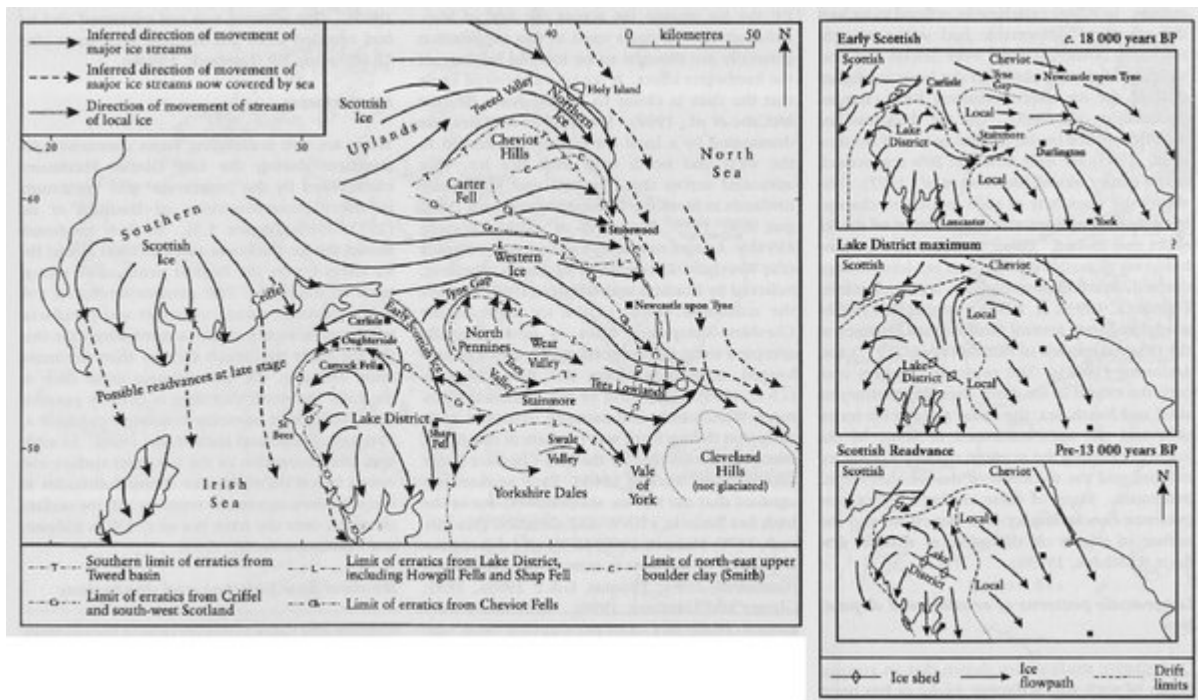 Inferred direction of movement of
major ice streams
Inferred direction of movement of
major ice streams now covered by sea
Direction of movement of streams
of local ice
20
30
40
50
60
0 kilometres 50
N
Scottish
Ice
Uplands
Tweed Valley
Northern
Ice
Holy Island
Cheviot
Hills
North
Sea
Carter
Fell
Southern
Scottish
Ice
Western
Ice
Criffel
Tyne Gap
Newcastle upon Tyne
Carlisle
Early Scottish Ice
Oughterside
Carrock Fell
North
Pennines
Wear
Valley
Tees
Valley
Tees Lowlands
Stainmore
Possible readvances at late stage
St
Bees
Lake District
Shap
Fell
Swale
Valley
Vale
York
Cleveland
Hills
(not glaciated)
Irish
Sea
Yorkshire Dales
T Southern limit of erratics from
Tweed basin
G Limit of erratics from Criffel
and south-west Scotland
L Limit of erratics from Lake District,
including Howgill Fells and Shap Fell
Limit of erratics from Cheviot Fells
C Limit of north-east upper
boulder clay (Smith)
Early Scottish c. 18 000 years BP
Scottish
Cheviot
Carlisle
Tyne
Gap
Newcastle upon Tyne
Local
Stainmore
Lake
District
Darlington
Local
Lancaster
York
Lake District maximum ?
Scottish
Cheviot
Local
Lake
District
Local
Scottish Readvance Pre-13 000 years BP
Scottish
Cheviot
N
Local
Lake
District
Local
Ice shed
Ice
flowpath
Drift
limits